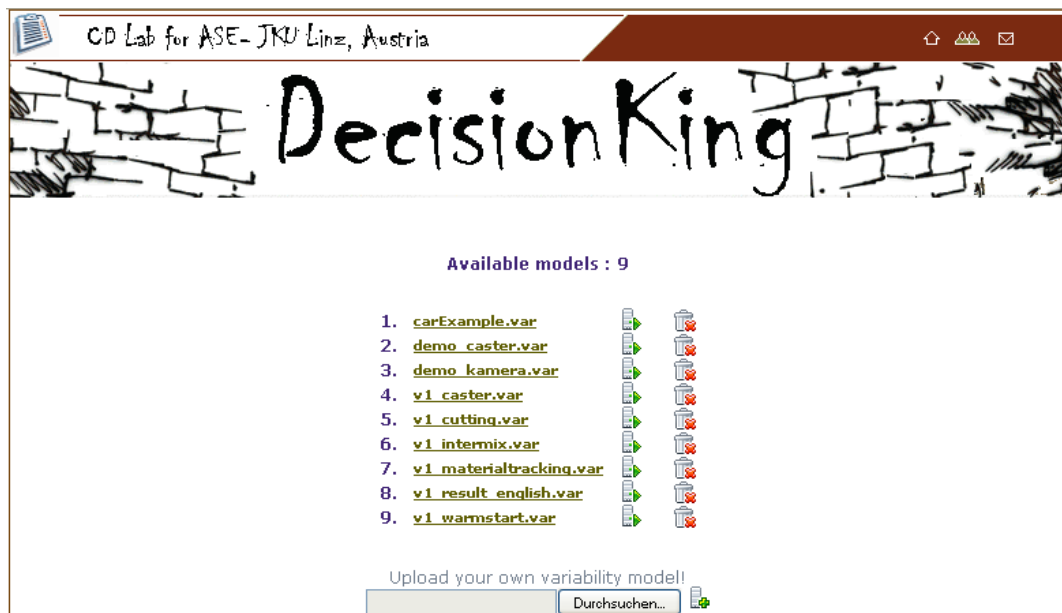 CD Lab for ASE- JKU Linz, Austria
DecisionKing
Available models : 9
1. carExample.var
2. demo_caster.var
3. demo_kamera.var
4. v1_caster.var
5. v1_cutting.var
6. v1_intermix.var
7. v1_materialtracking.var
8. v1_result_english.var
9. v1_warmstart.var
Upload your own variability model!
Durchsuchen...